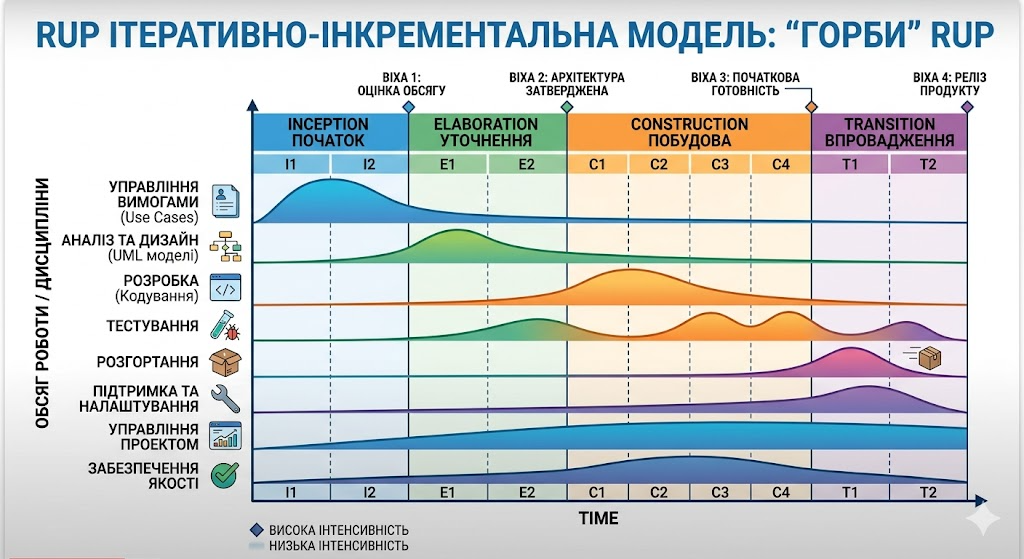 RUP ІТЕРАТИВНО-ІНКРЕМЕНТАЛЬНА МОДЕЛЬ: “ГОРБИ” RUP
ВІХА 1:
ОЦІНКА ОБСЯГУ
ВІХА 2: АРХІТЕКТУРА
ЗАТВЕРДЖЕНА
ВІХА 3: ПОЧАТКОВА
ГОТОВНІСТЬ
ВІХА 4: РЕЛІЗ
ПРОДУКТУ
INCEPTION
ПОЧАТОК
ELABORATION
УТОЧНЕННЯ
CONSTRUCTION
ПОБУДОВА
TRANSITION
ВПРОВАДЖЕННЯ
I1 I2 E1 E2 C1 C2 C3 C4 T1 T2
ОБСЯГ РОБОТИ / ДИСЦИПЛІНИ
УПРАВЛІННЯ
ВИМОГАМИ
(Use Cases)
АНАЛІЗ ТА ДИЗАЙН
(UML моделі)
РОЗРОБКА
(Кодування)
ТЕСТУВАННЯ
РОЗГОРТАННЯ
ПІДТРИМКА ТА
НАЛАШТУВАННЯ
УПРАВЛІННЯ
ПРОЕКТОМ
ЗАБЕЗПЕЧЕННЯ
ЯКОСТІ
I1 I2 E1 E2 C1 C2 C3 C4 T1 T2
TIME
ВИСОКА ІНТЕНСИВНІСТЬ
НИЗЬКА ІНТЕНСИВНІСТЬ